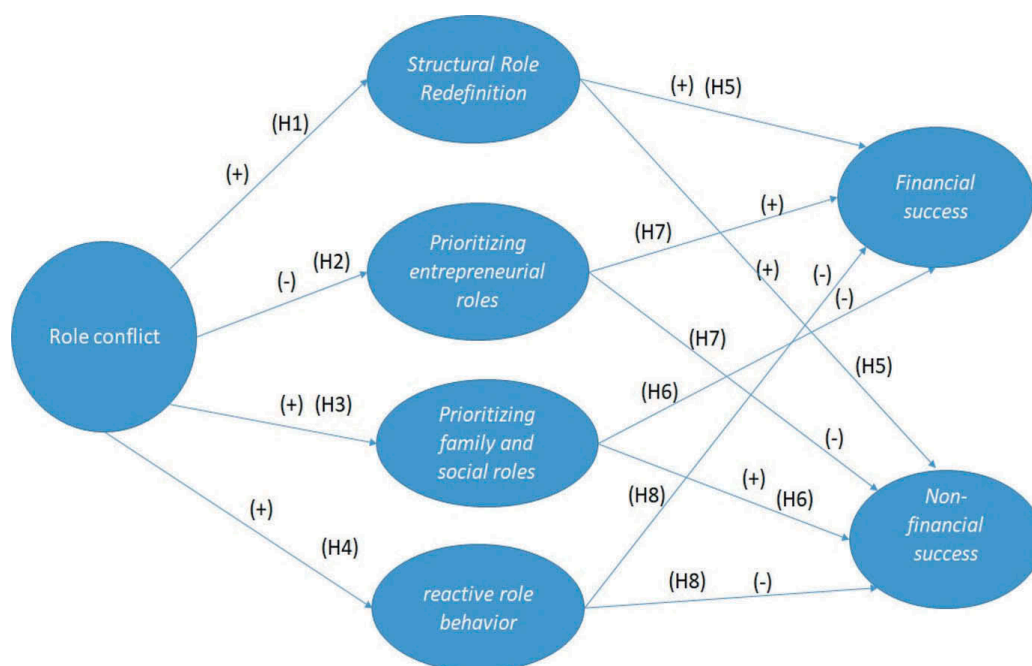 Structural Role
Redefinition
(+) (H5)
(H1)
(+)
Financial
success
(+)
(H7)
Prioritizing
entrepreneurial
roles
(H2)
(-)
(+)
(-)
(-)
Role conflict
(H7)
(H5)
(H6)
(+) (H3)
Prioritizing
family and
social roles
(-)
(+)
(H6)
(H8)
Non-
financial
success
(+)
(H4)
(H8) (-)
reactive role
behavior